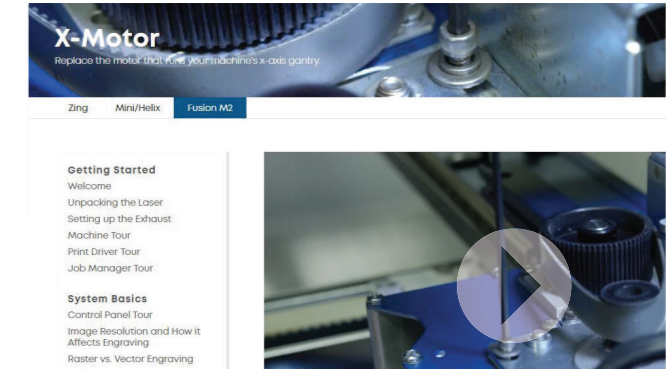 X-Motor
Replace the motor that runs your machine's x-axis gantry.
Zing Mini/Helix Fusion M2
Getting Started
Welcome
Unpacking the Laser
Setting up the Exhaust
Machine Tour
Print Driver Tour
Job Manager Tour
System Basics
Control Panel Tour
Image Resolution and How it
Affects Engraving
Raster vs. Vector Engraving